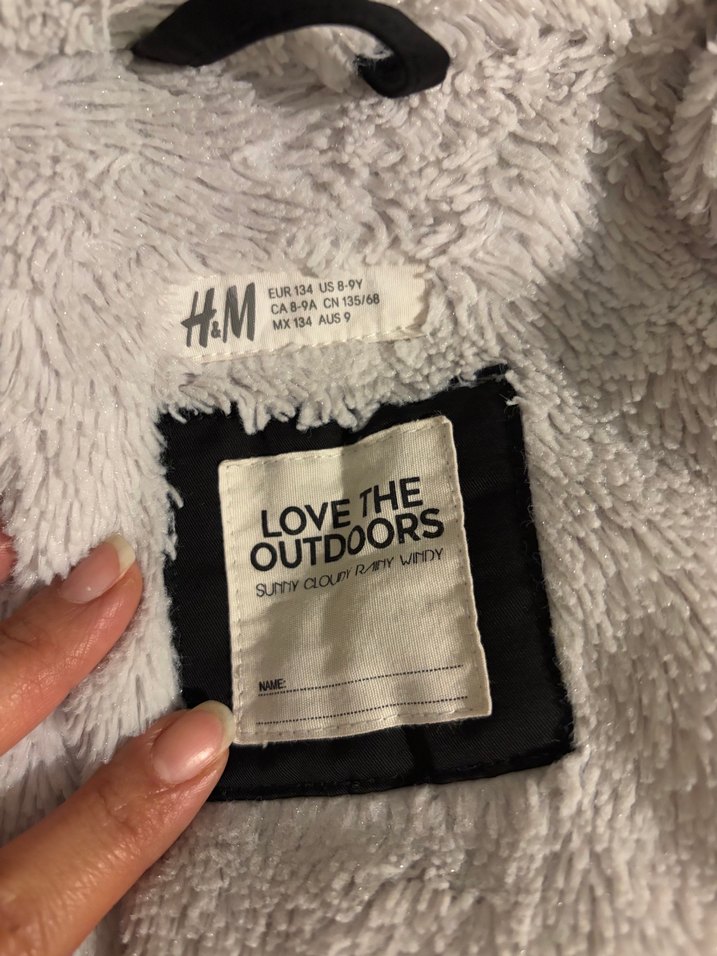 H&M
EUR 134 US 8-9Y
CA 8-9A CN 135/68
MX 134 AUS 9
LOVE THE
OUTDOORS
SUNNY CLOUDY RAINY WINDY
NAME: